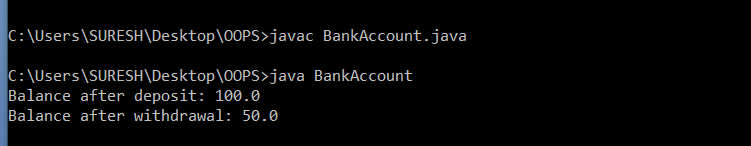 C:\Users\SURESH\Desktop\OOPS>javac BankAccount.java
C:\Users\SURESH\Desktop\OOPS>java BankAccount
Balance after deposit: 100.0
Balance after withdrawal: 50.0